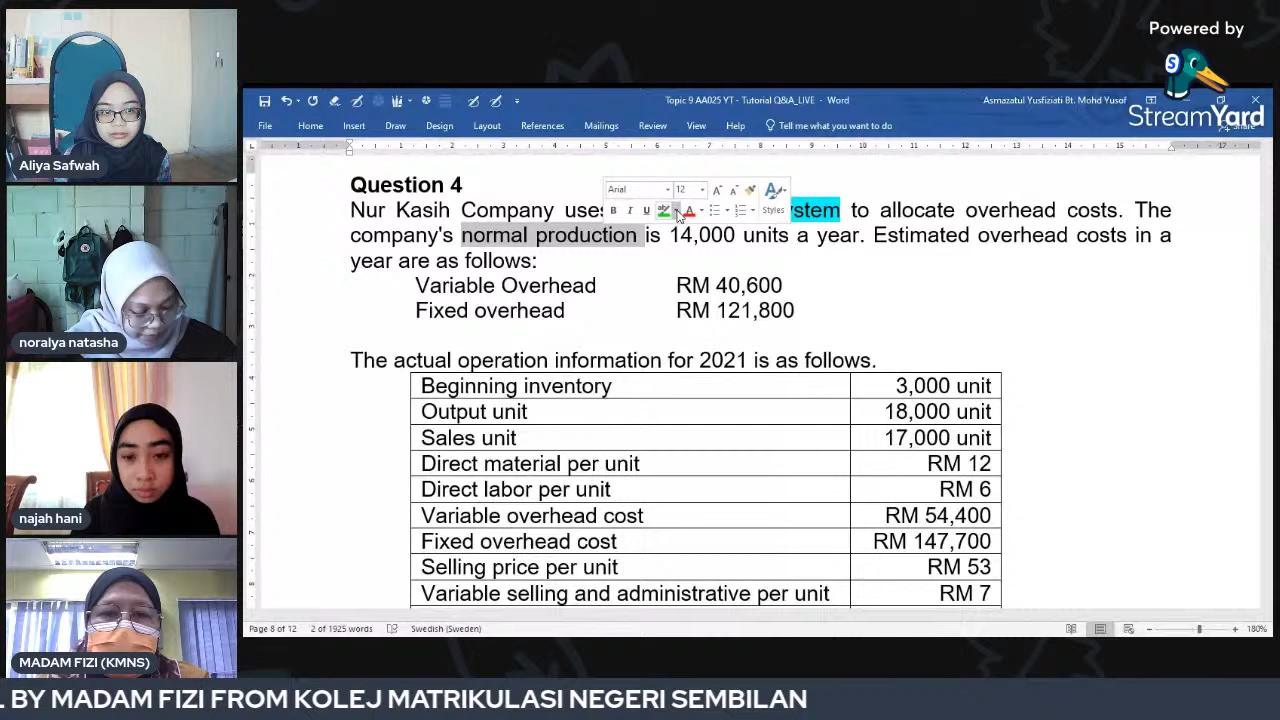 Powered by
StreamYard
Topic 9 AA025 YT - Tutorial Q&A_LIVE - Word
Asmazatul Yusfiziati Bt. Mohd Yusof
File Home Insert Draw Design Layout References Mailings Review View Help Tell me what you want to do
Aliya Safwah
noralya natasha
najah hani
MADAM FIZI (KMNS)
Question 4
Arial 12
Styles
Nur Kasih Company uses ystem to allocate overhead costs. The
company's normal production is 14,000 units a year. Estimated overhead costs in a
year are as follows:
Variable Overhead RM 40,600
Fixed overhead RM 121,800
The actual operation information for 2021 is as follows.
Beginning inventory 3,000 unit
Output unit 18,000 unit
Sales unit 17,000 unit
Direct material per unit RM 12
Direct labor per unit RM 6
Variable overhead cost RM 54,400
Fixed overhead cost RM 147,700
Selling price per unit RM 53
Variable selling and administrative per unit RM 7
Page 8 of 12 2 of 1925 words Swedish (Sweden) 180%
BY MADAM FIZI FROM KOLEJ MATRIKULASI NEGERI SEMBILAN